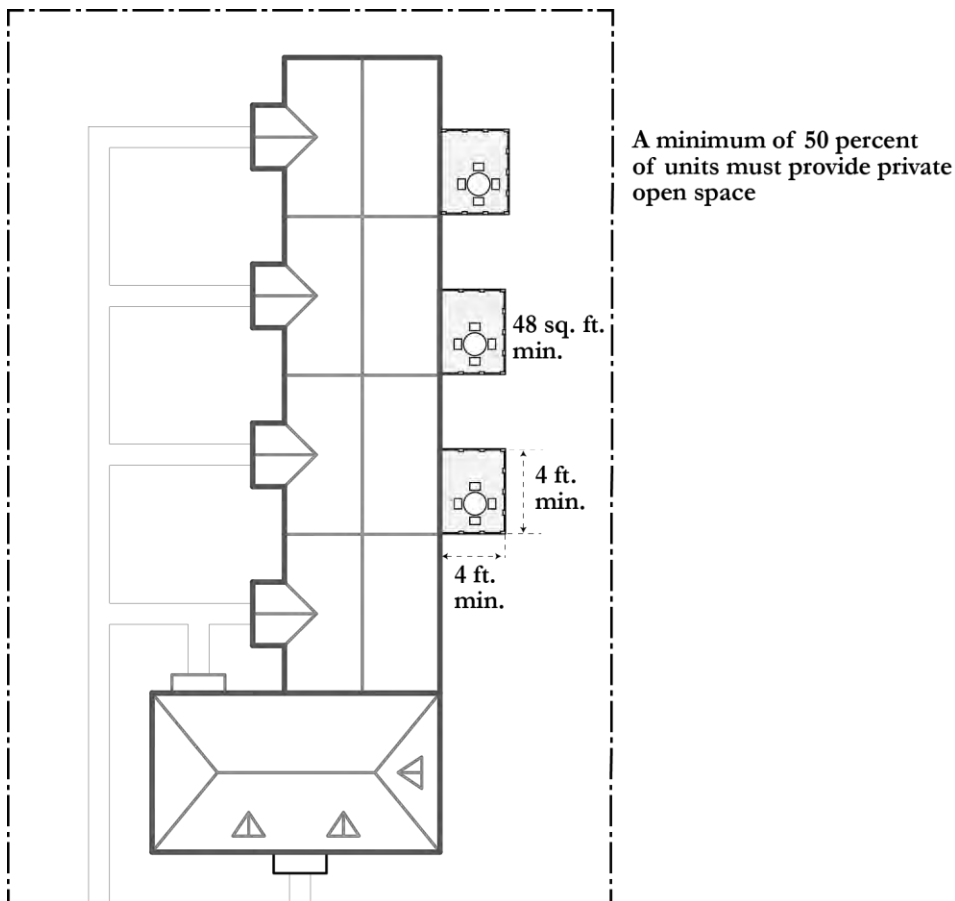 A minimum of 50 percent
of units must provide private
open space
48 sq. ft.
min.
4 ft.
min.
4 ft.
min.